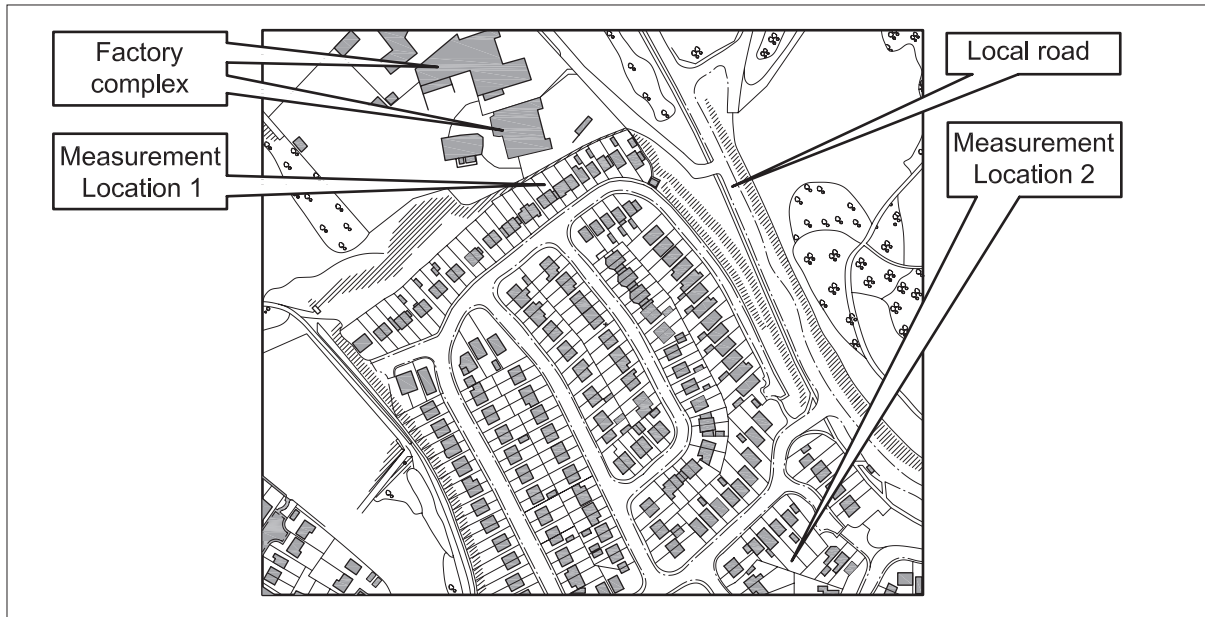 Factory
complex
Measurement
Location 1
Local road
Measurement
Location 2